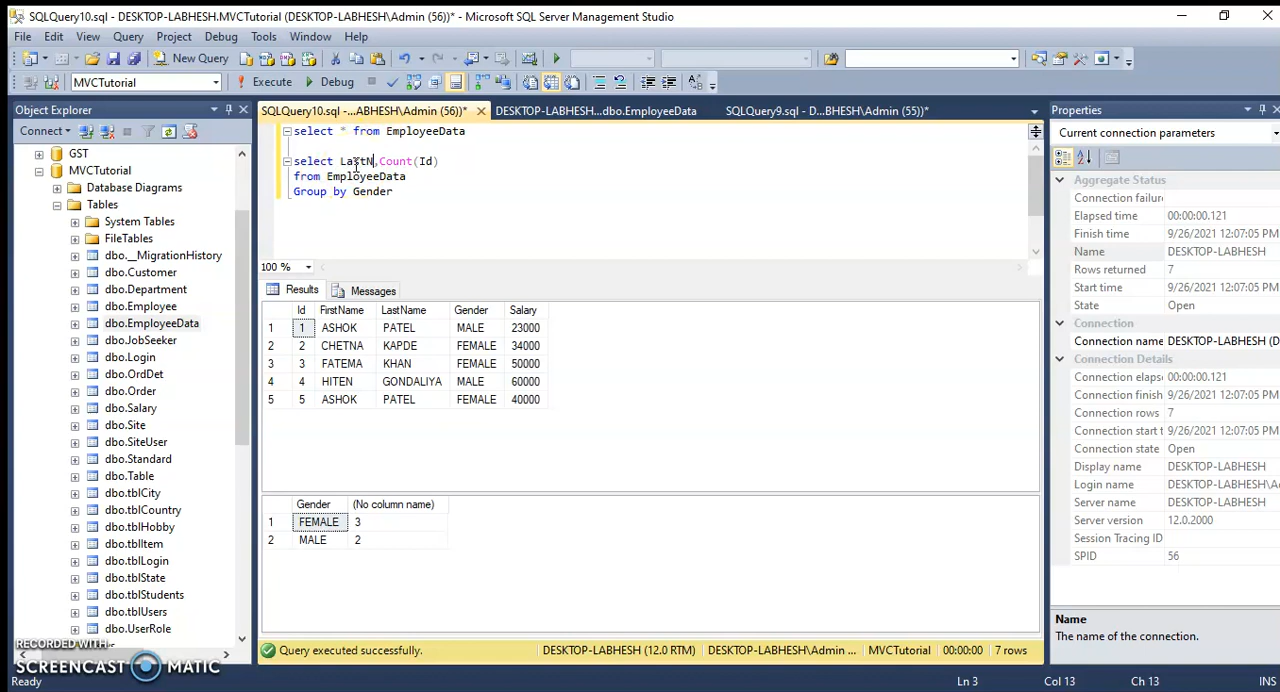 SQLQuery10.sql - DESKTOP-LABHESH.MVCTutorial (DESKTOP-LABHESH\Admin (56))* - Microsoft SQL Server Management Studio
File Edit View Query Project Debug Tools Window Help
New Query
MVCTutorial Execute Debug
Object Explorer
Connect
GST
MVCTutorial
Database Diagrams
Tables
System Tables
FileTables
dbo.__MigrationHistory
dbo.Customer
dbo.Department
dbo.Employee
dbo.EmployeeData
dbo.JobSeeker
dbo.Login
dbo.OrdDet
dbo.Order
dbo.Salary
dbo.Site
dbo.SiteUser
dbo.Standard
dbo.Table
dbo.tblCity
dbo.tblCountry
dbo.tblHobby
dbo.tblItem
dbo.tblLogin
dbo.tblState
dbo.tblStudents
dbo.tblUsers
dbo.UserRole
SQLQuery10.sql -...ABHESH\Admin (56))* DESKTOP-LABHESH...dbo.EmployeeData SQLQuery9.sql - D...BHESH\Admin (55))*
select * from EmployeeData
select LastN,Count(Id)
from EmployeeData
Group by Gender
100 %
Results Messages
Id FirstName LastName Gender Salary
1 1 ASHOK PATEL MALE 23000
2 2 CHETNA KAPDE FEMALE 34000
3 3 FATEMA KHAN FEMALE 50000
4 4 HITEN GONDALIYA MALE 60000
5 5 ASHOK PATEL FEMALE 40000
Gender (No column name)
1 FEMALE 3
2 MALE 2
Query executed successfully. DESKTOP-LABHESH (12.0 RTM) DESKTOP-LABHESH\Admin ... MVCTutorial 00:00:00 7 rows
Properties
Current connection parameters
Aggregate Status
Connection failure
Elapsed time 00:00:00.121
Finish time 9/26/2021 12:07:05 PM
Name DESKTOP-LABHESH
Rows returned 7
Start time 9/26/2021 12:07:05 PM
State Open
Connection
Connection name DESKTOP-LABHESH (D
Connection Details
Connection elaps 00:00:00.121
Connection finish 9/26/2021 12:07:05 PM
Connection rows 7
Connection start t 9/26/2021 12:07:05 PM
Connection state Open
Display name DESKTOP-LABHESH
Login name DESKTOP-LABHESH\A
Server name DESKTOP-LABHESH
Server version 12.0.2000
Session Tracing ID
SPID 56
Name
The name of the connection.
RECORDED WITH
SCREENCAST MATIC
Ready Ln 3 Col 13 Ch 13 INS